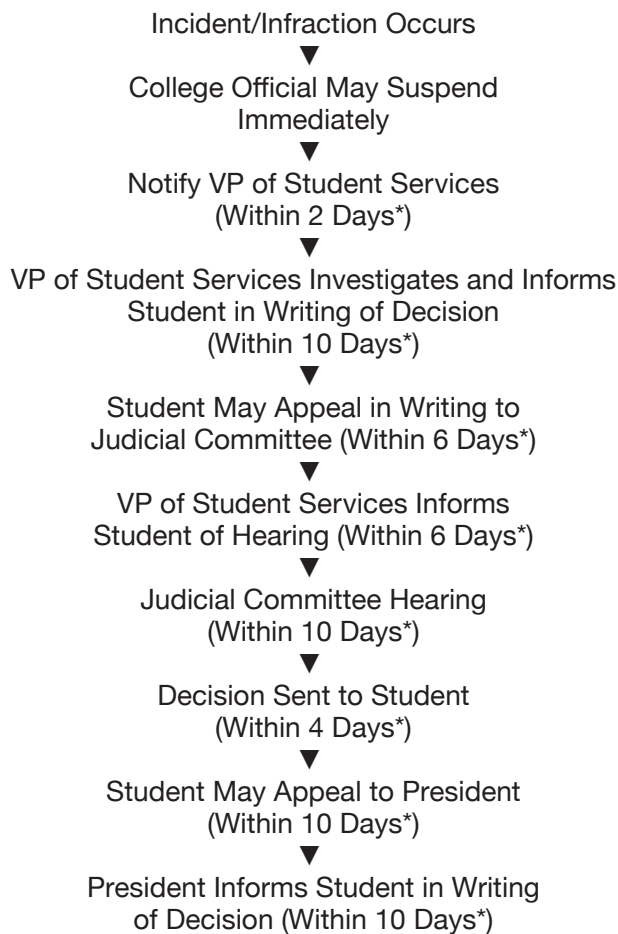 Incident/Infraction Occurs
College Official May Suspend
Immediately
Notify VP of Student Services
(Within 2 Days*)
VP of Student Services Investigates and Informs
Student in Writing of Decision
(Within 10 Days*)
Student May Appeal in Writing to
Judicial Committee (Within 6 Days*)
VP of Student Services Informs
Student of Hearing (Within 6 Days*)
Judicial Committee Hearing
(Within 10 Days*)
Decision Sent to Student
(Within 4 Days*)
Student May Appeal to President
(Within 10 Days*)
President Informs Student in Writing
of Decision (Within 10 Days*)